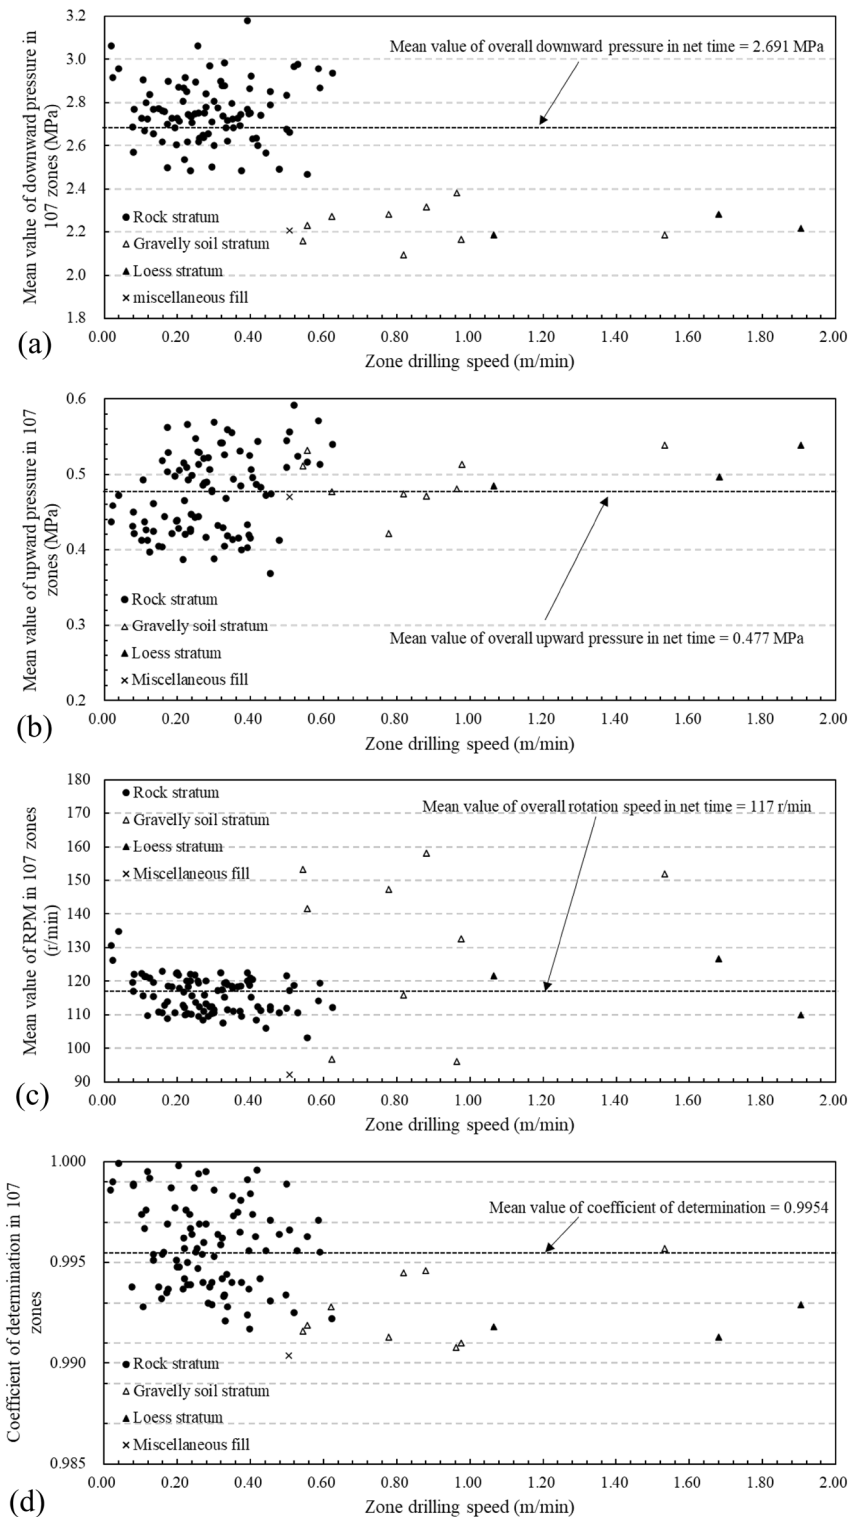 3.2
3.0
2.8
2.6
2.4
2.2
2.0
1.8
Mean value of downward pressure in
107 zones (MPa)
Mean value of overall downward pressure in net time = 2.691 MPa
Rock stratum
Gravelly soil stratum
Loess stratum
miscellaneous fill
0.00 0.20 0.40 0.60 0.80 1.00 1.20 1.40 1.60 1.80 2.00
Zone drilling speed (m/min)
(a)
0.6
0.5
0.4
0.3
0.2
Mean value of upward pressure in 107
zones (MPa)
Rock stratum
Gravelly soil stratum
Loess stratum
Miscellaneous fill
Mean value of overall upward pressure in net time = 0.477 MPa
0.00 0.20 0.40 0.60 0.80 1.00 1.20 1.40 1.60 1.80 2.00
Zone drilling speed (m/min)
(b)
180
170
160
150
140
130
120
110
100
90
Mean value of RPM in 107 zones
(r/min)
Rock stratum
Gravelly soil stratum
Loess stratum
Miscellaneous fill
Mean value of overall rotation speed in net time = 117 r/min
0.00 0.20 0.40 0.60 0.80 1.00 1.20 1.40 1.60 1.80 2.00
Zone drilling speed (m/min)
(c)
1.000
0.995
0.990
0.985
Coefficient of determination in 107
zones
Mean value of coefficient of determination = 0.9954
Rock stratum
Gravelly soil stratum
Loess stratum
Miscellaneous fill
0.00 0.20 0.40 0.60 0.80 1.00 1.20 1.40 1.60 1.80 2.00
Zone drilling speed (m/min)
(d)